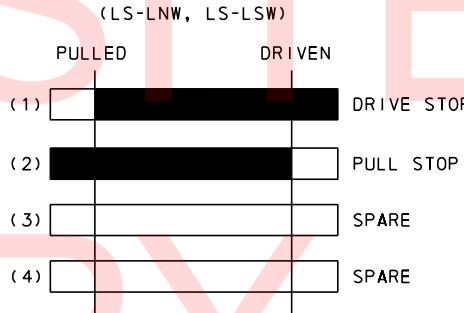 (LS-LNW, LS-LSW)
PULLED DRIVEN
(1) DRIVE STOP
(2) PULL STOP
(3) SPARE
(4) SPARE